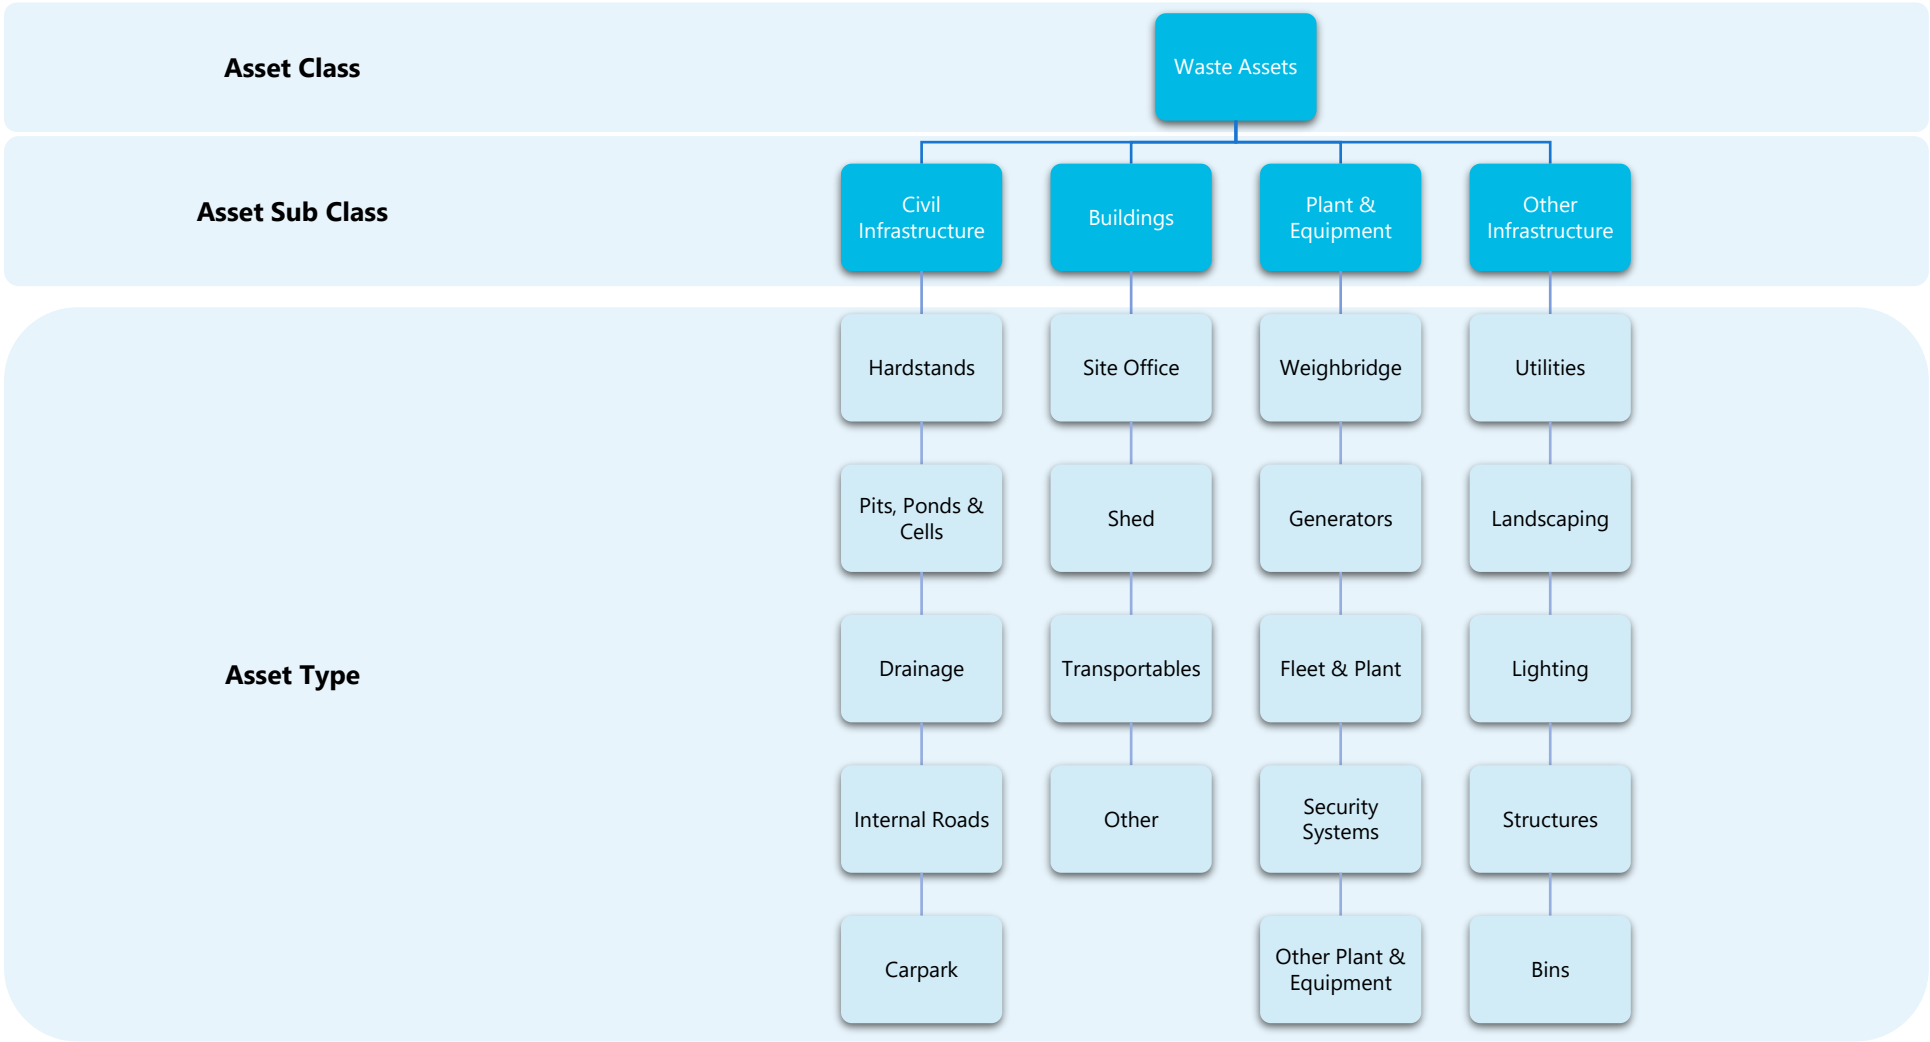 Asset Class
Waste Assets
Asset Sub Class
Civil
Infrastructure
Buildings
Plant &
Equipment
Other
Infrastructure
Asset Type
Hardstands
Site Office
Weighbridge
Utilities
Pits, Ponds &
Cells
Shed
Generators
Landscaping
Drainage
Transportables
Fleet & Plant
Lighting
Internal Roads
Other
Security
Systems
Structures
Carpark
Other Plant &
Equipment
Bins